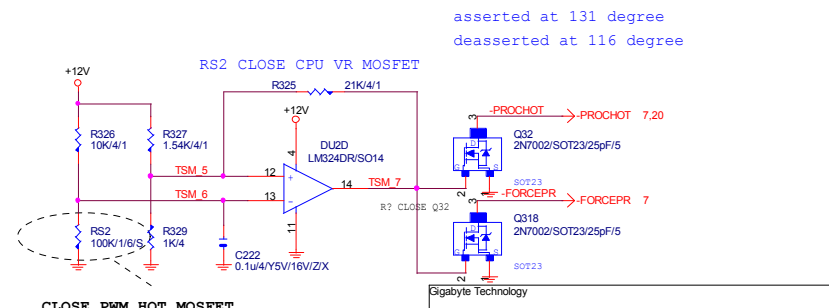 asserted at 131 degree
deasserted at 116 degree
RS2 CLOSE CPU VR MOSFET
+12V
R325 21K/4/1
+12V
R326
10K/4/1
R327
1.54K/4/1
DU2D
LM324DR/SO14
4
TSM_5
12
+
TSM_6
13
-
14
TSM_7
11
R? CLOSE Q32
3
-PROCHOT
-PROCHOT 7,20
Q32
2N7002/SOT23/25pF/5
D
G
S
SOT23
2
1
3
-FORCEPR
-FORCEPR 7
Q318
2N7002/SOT23/25pF/5
D
G
S
SOT23
2
1
RS2
100K/1/6/S
R329
1K/4
C222
0.1u/4/Y5V/16V/Z/X
CLOSE PWM HOT MOSFET
Gigabyte Technology